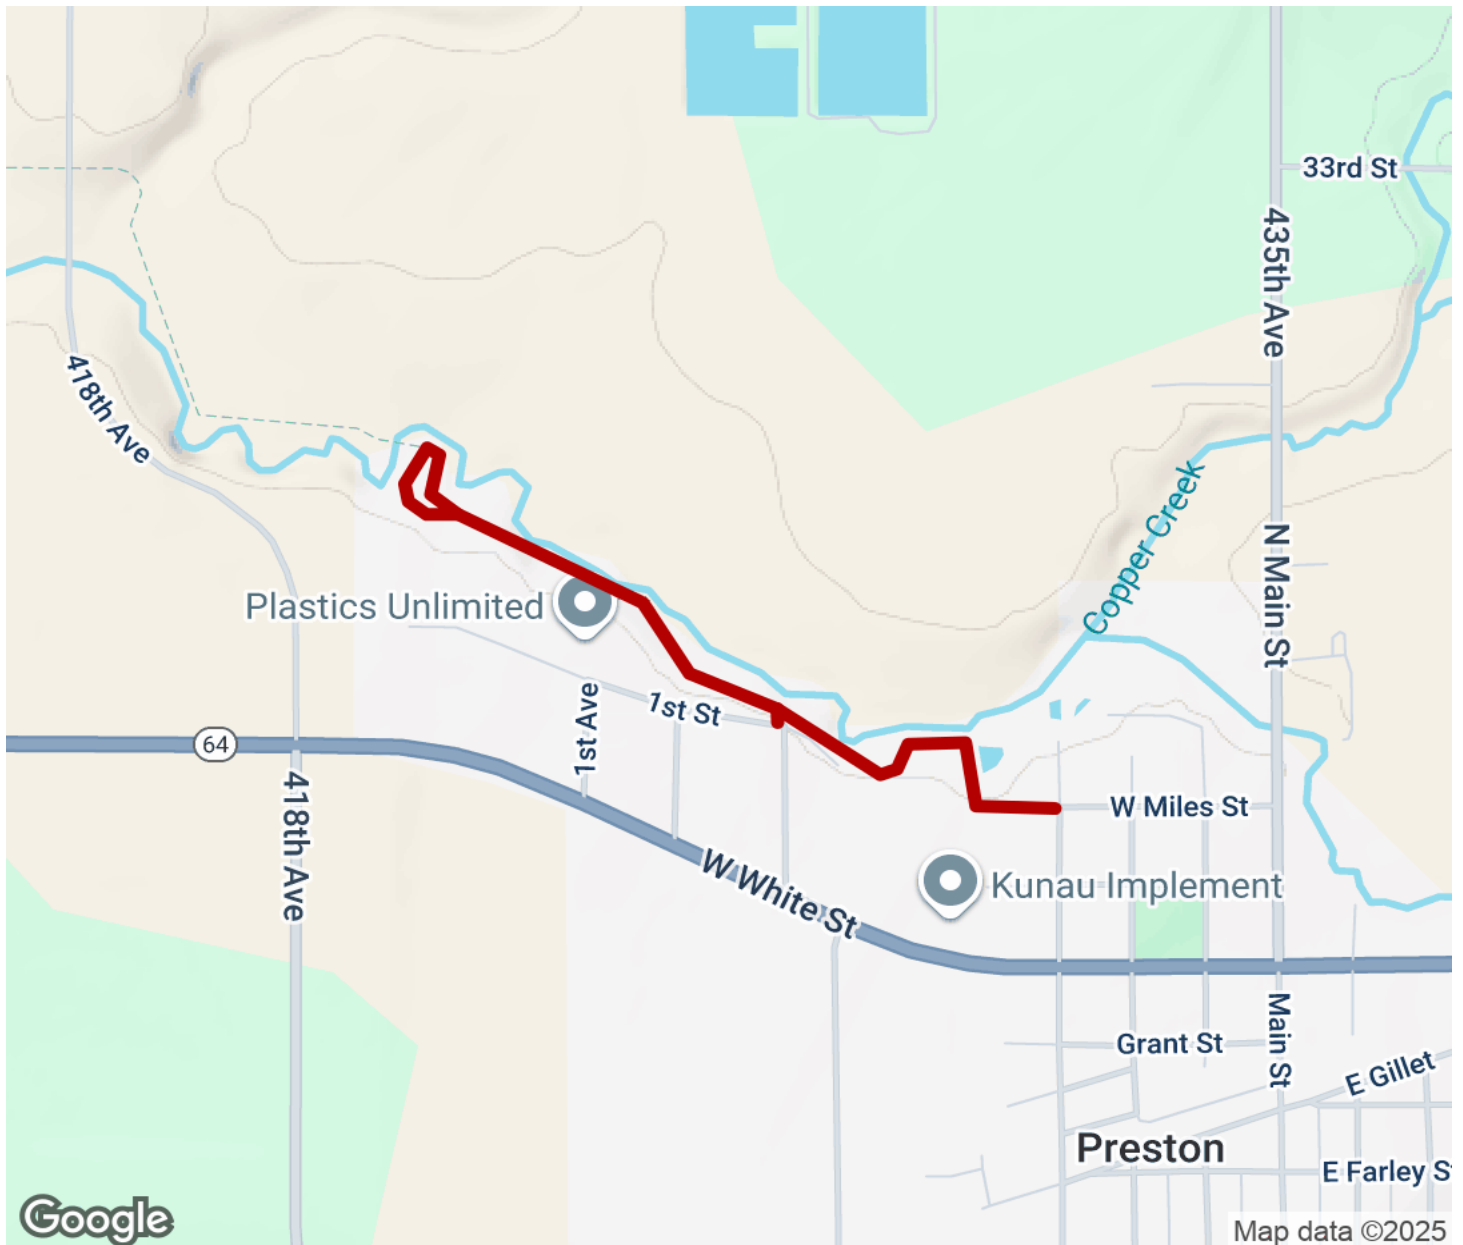 33rd St
435th Ave
418th Ave
Copper Creek
N Main St
Plastics Unlimited
1st St
1st Ave
64
418th Ave
W Miles St
W White St
Kunau Implement
Main St
Grant St
E Gillet
Preston
E Farley S
Google
Map data ©2025